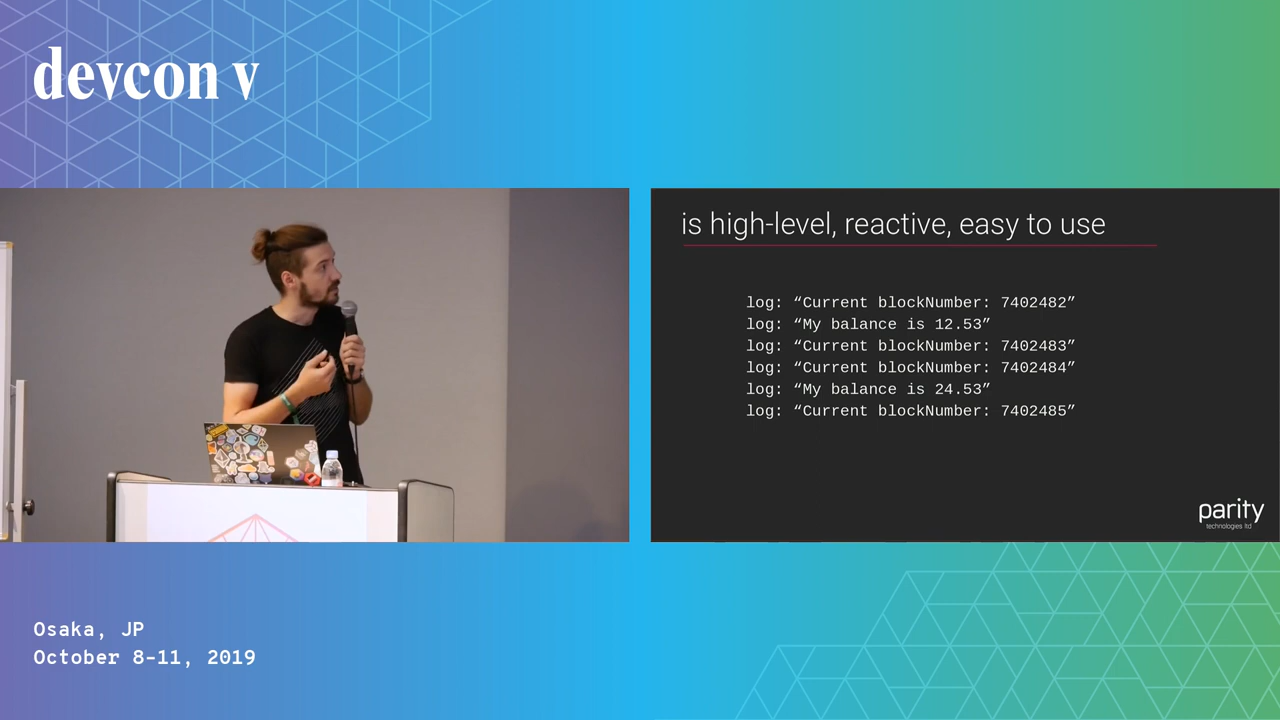 devcon v
is high-level, reactive, easy to use
log: “Current blockNumber: 7402482”
log: “My balance is 12.53”
log: “Current blockNumber: 7402483”
log: “Current blockNumber: 7402484”
log: “My balance is 24.53”
log: “Current blockNumber: 7402485”
parity
technologies ltd
Osaka, JP
October 8-11, 2019